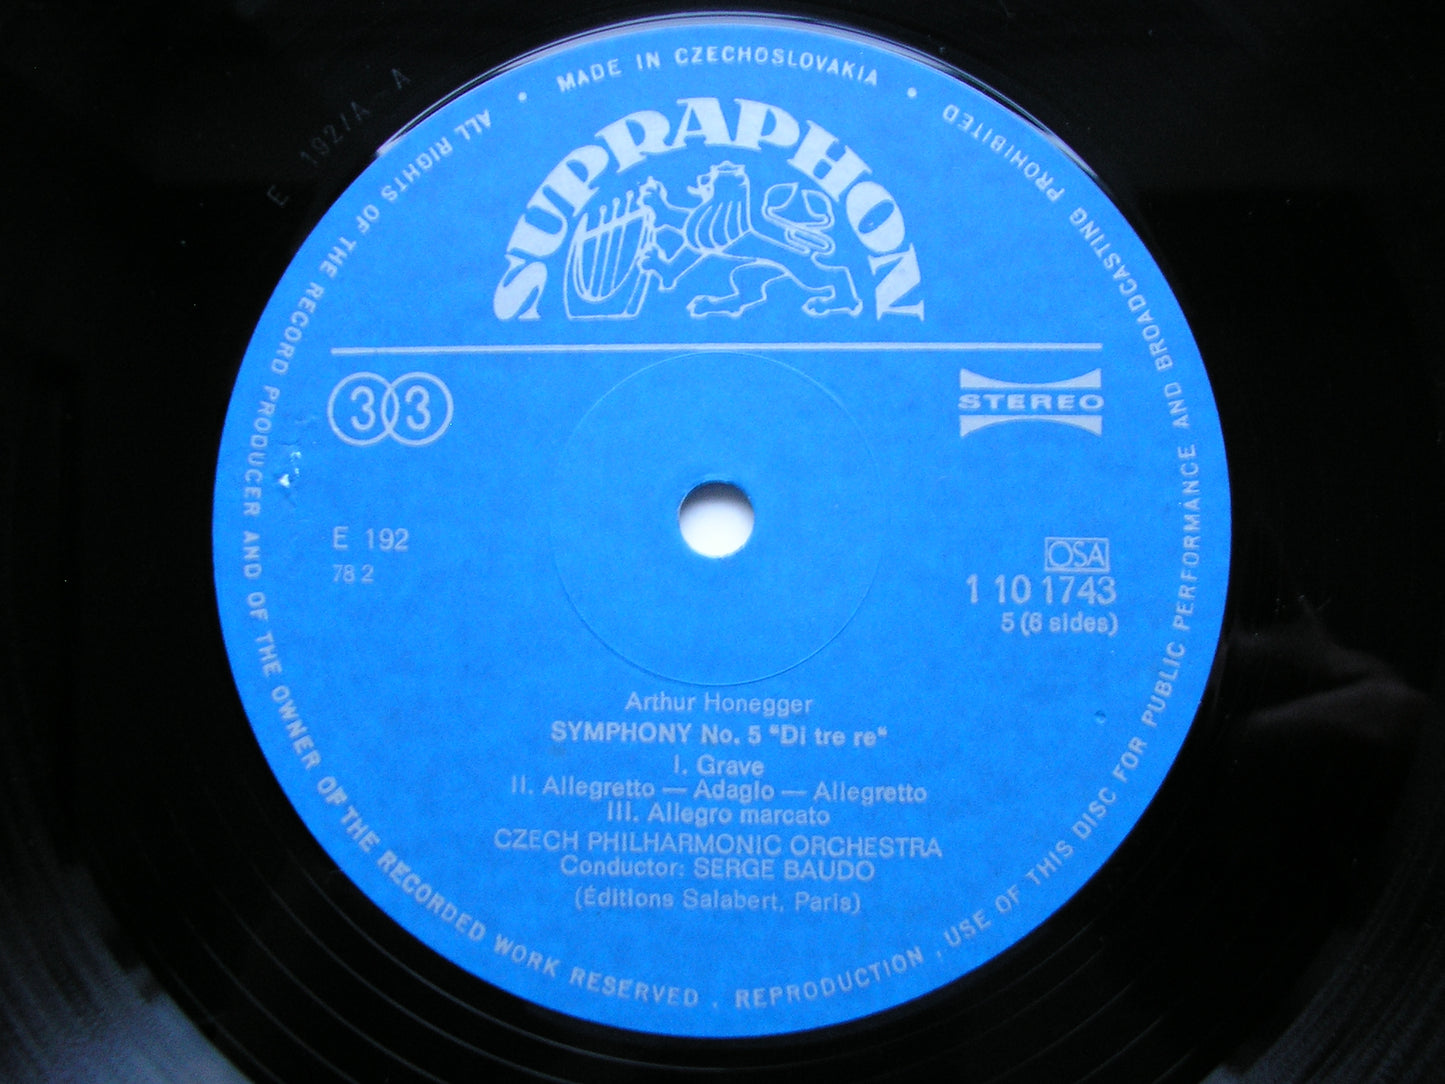 E 192/A - A
ALL RIGHTS OF THE RECORD PRODUCER AND OF THE OWNER OF THE RECORDED WORK RESERVED . REPRODUCTION , USE OF THIS DISC FOR PUBLIC PERFORMANCE AND BROADCASTING PROHIBITED
• MADE IN CZECHOSLOVAKIA •
SUPRAPHON
33
STEREO
E 192
78 2
OSA
1 10 1743
5 (6 sides)
Arthur Honegger
SYMPHONY No. 5 "Di tre re"
I. Grave
II. Allegretto — Adagio — Allegretto
III. Allegro marcato
CZECH PHILHARMONIC ORCHESTRA
Conductor: SERGE BAUDO
(Éditions Salabert, Paris)